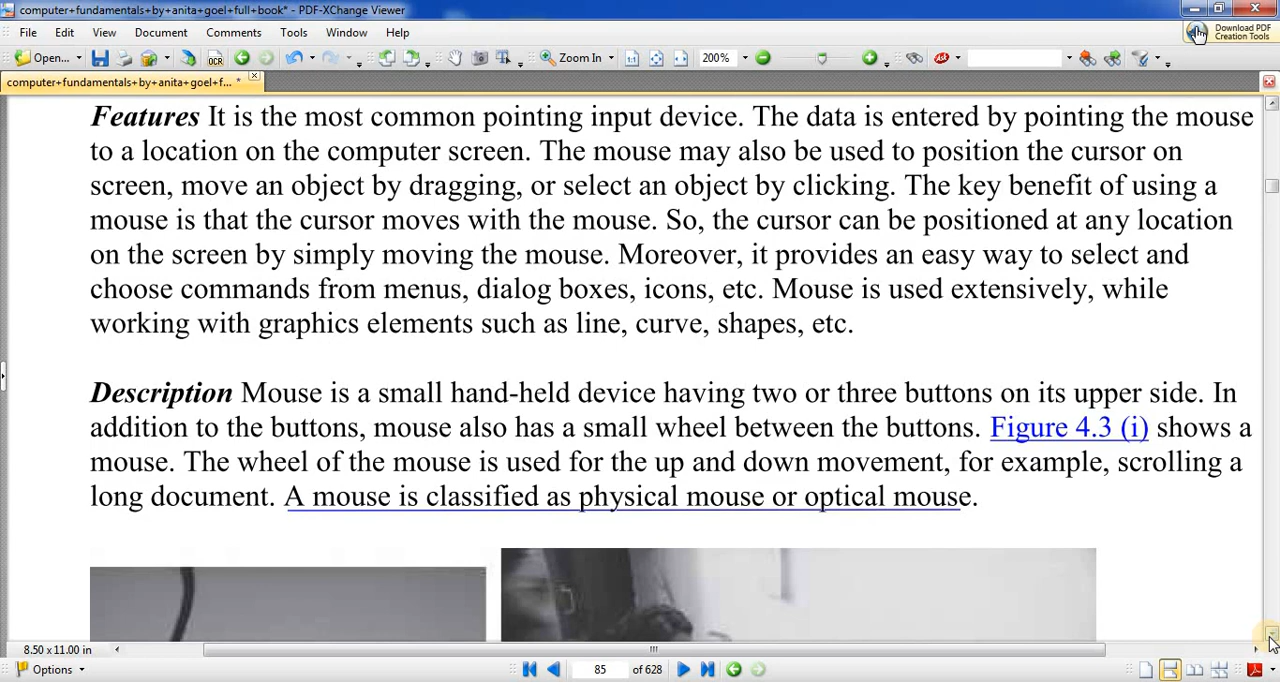 computer+fundamentals+by+anita+goel+full+book* - PDF-XChange Viewer
File Edit View Document Comments Tools Window Help
Download PDF
Creation Tools
Open... OCR Zoom In 200%
computer+fundamentals+by+anita+goel+f... *
Features It is the most common pointing input device. The data is entered by pointing the mouse
to a location on the computer screen. The mouse may also be used to position the cursor on
screen, move an object by dragging, or select an object by clicking. The key benefit of using a
mouse is that the cursor moves with the mouse. So, the cursor can be positioned at any location
on the screen by simply moving the mouse. Moreover, it provides an easy way to select and
choose commands from menus, dialog boxes, icons, etc. Mouse is used extensively, while
working with graphics elements such as line, curve, shapes, etc.
Description Mouse is a small hand-held device having two or three buttons on its upper side. In
addition to the buttons, mouse also has a small wheel between the buttons. Figure 4.3 (i) shows a
mouse. The wheel of the mouse is used for the up and down movement, for example, scrolling a
long document. A mouse is classified as physical mouse or optical mouse.
8.50 x 11.00 in
Options 85 of 628